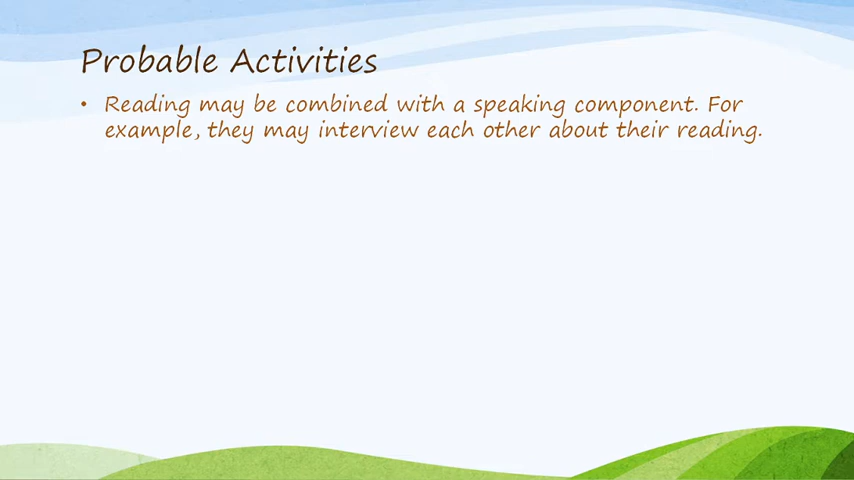 Probable Activities
• Reading may be combined with a speaking component. For
example, they may interview each other about their reading.